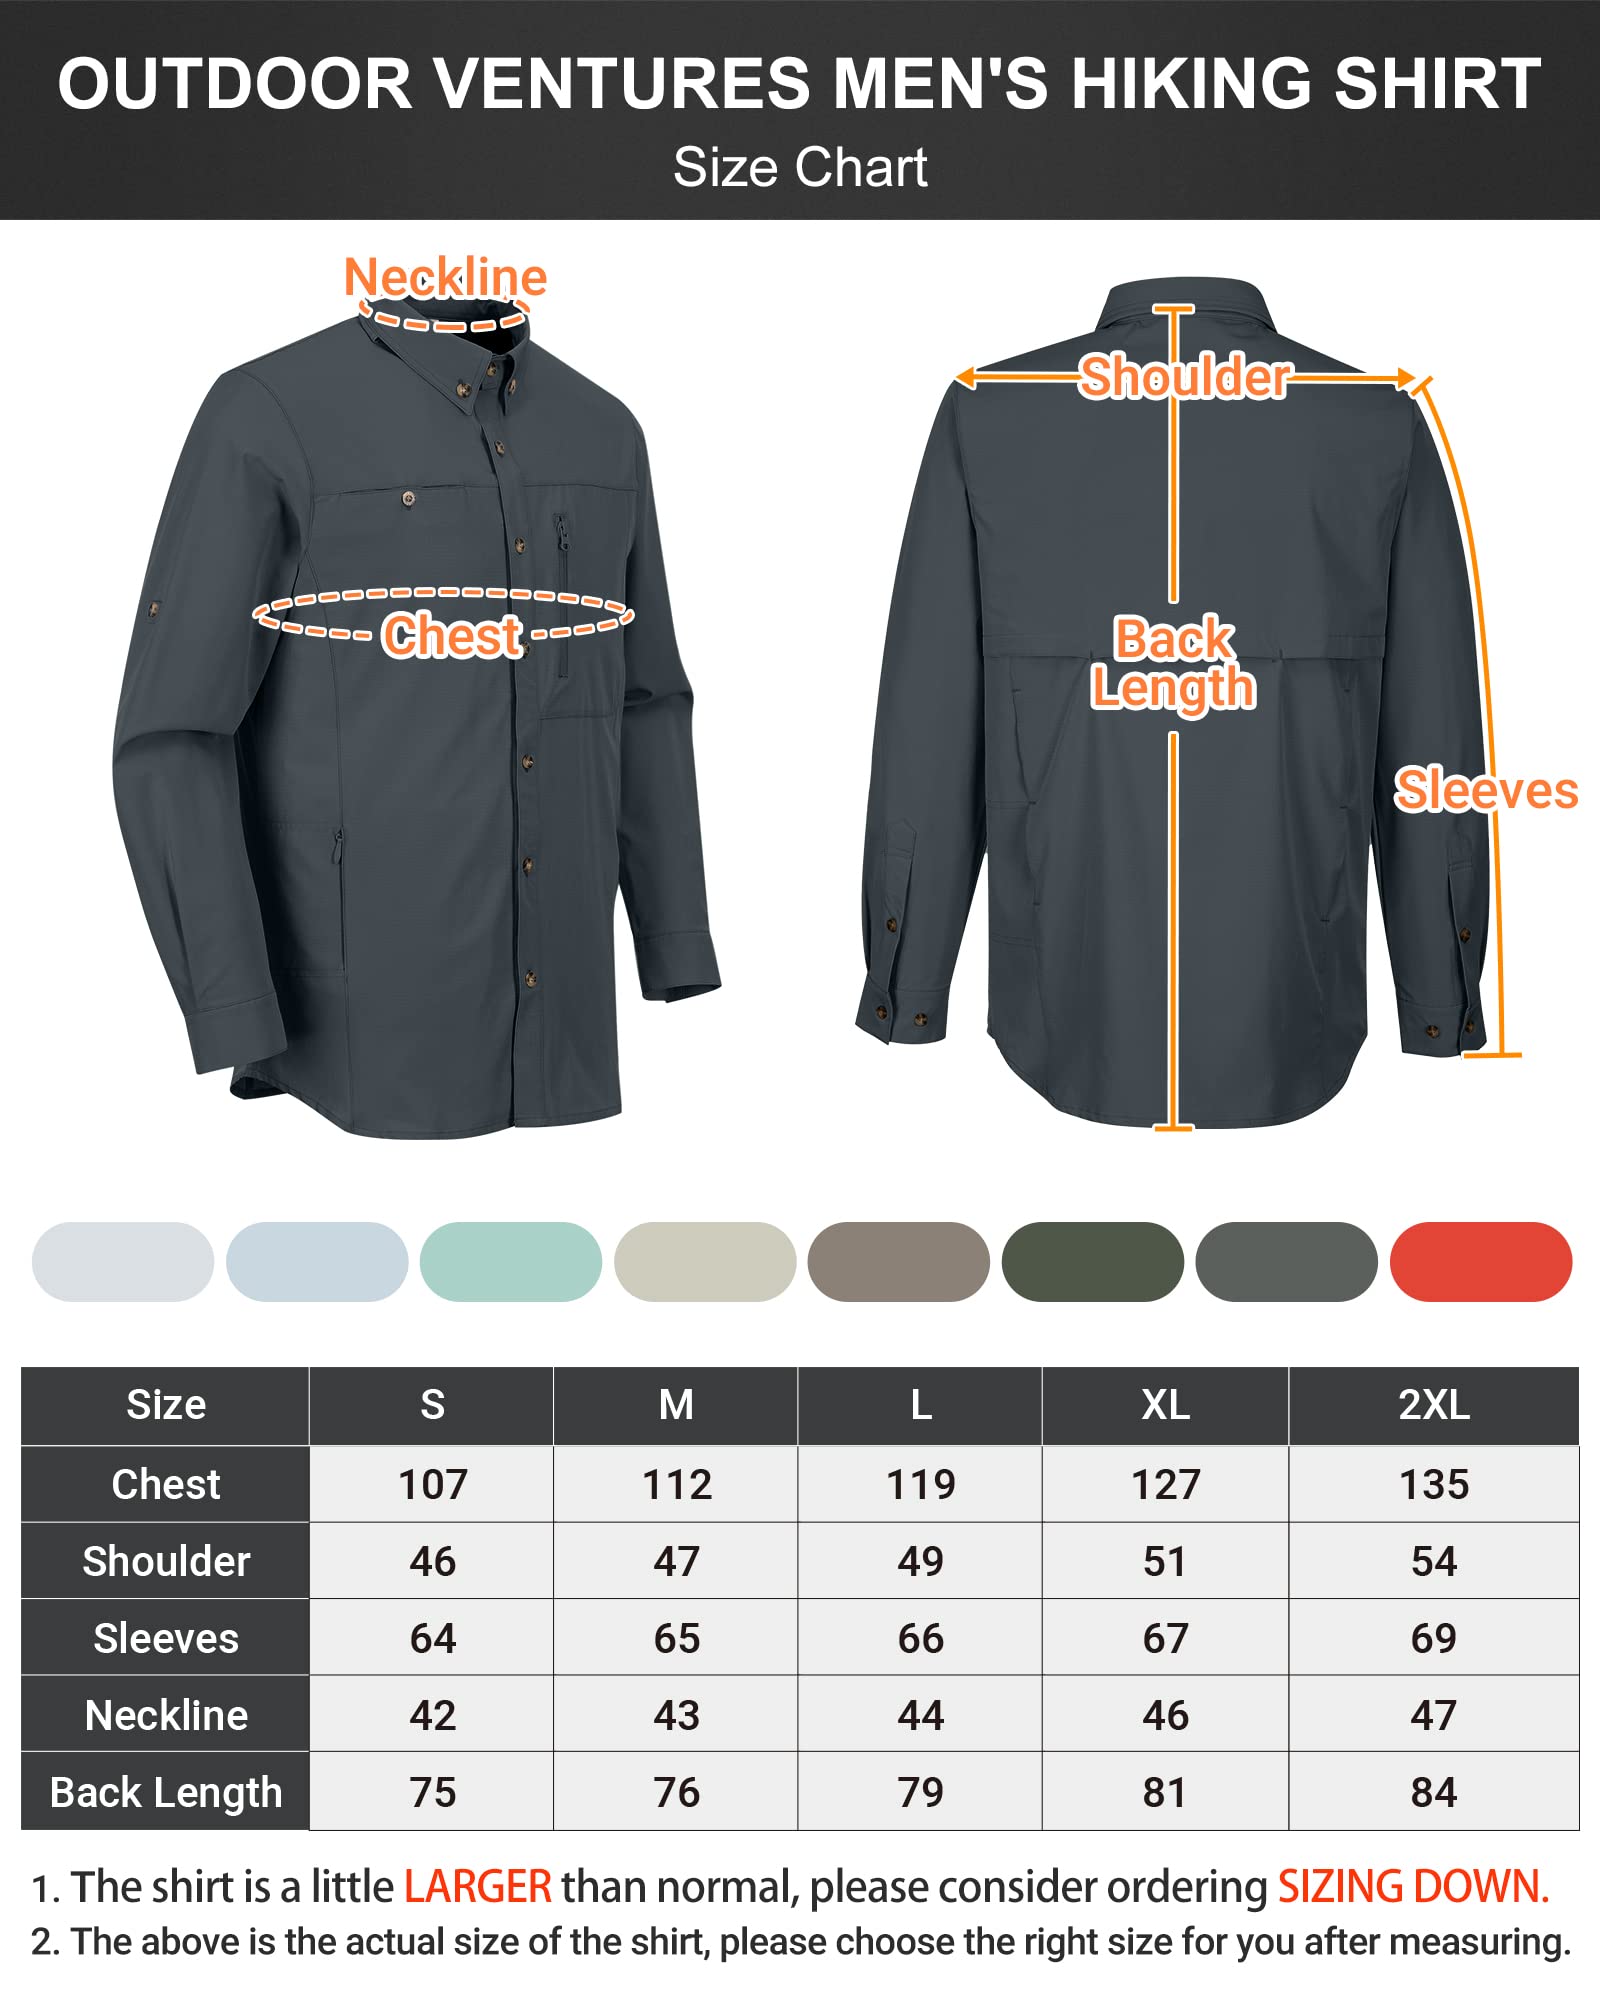 OUTDOOR VENTURES MEN'S HIKING SHIRT
Size Chart
Neckline
Chest
Shoulder
Back
Length
Sleeves
Size S M L XL 2XL
Chest 107 112 119 127 135
Shoulder 46 47 49 51 54
Sleeves 64 65 66 67 69
Neckline 42 43 44 46 47
Back Length 75 76 79 81 84
1. The shirt is a little LARGER than normal, please consider ordering SIZING DOWN.
2. The above is the actual size of the shirt, please choose the right size for you after measuring.